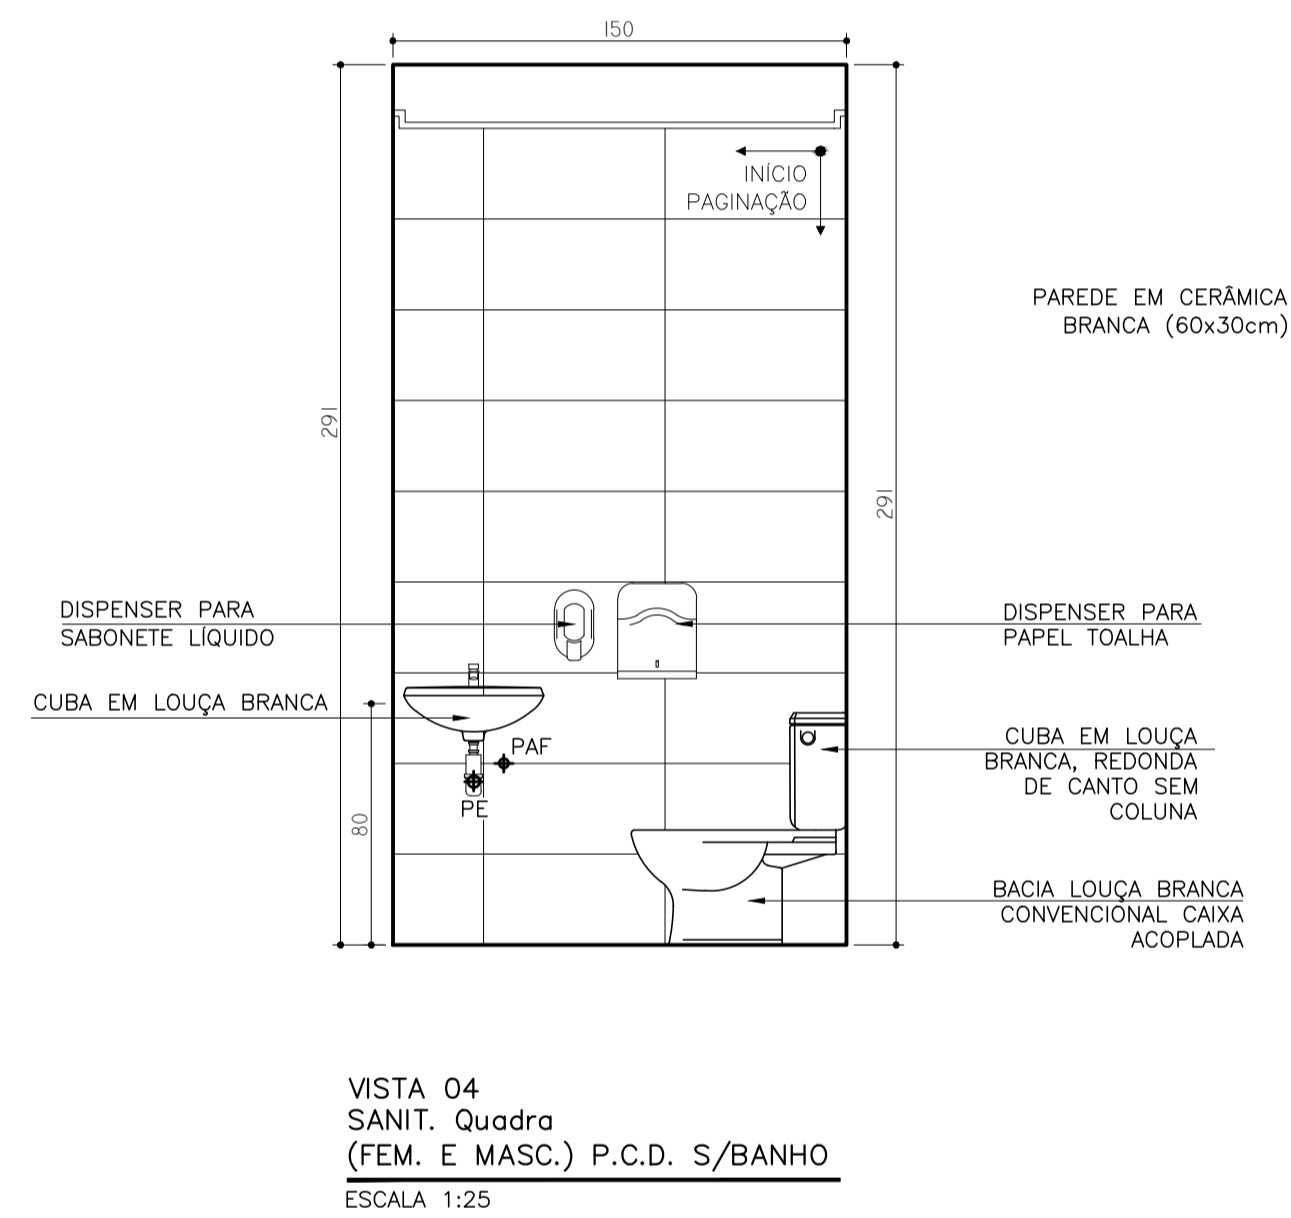 150
INÍCIO
PAGINAÇÃO
PAREDE EM CERÂMICA
BRANCA (60x30cm)
291
291
DISPENSER PARA
SABONETE LÍQUIDO
DISPENSER PARA
PAPEL TOALHA
CUBA EM LOUÇA BRANCA
PAF
PE
80
CUBA EM LOUÇA
BRANCA, REDONDA
DE CANTO SEM
COLUNA
BACIA LOUÇA BRANCA
CONVENCIONAL CAIXA
ACOPLADA
VISTA 04
SANIT. Quadra
(FEM. E MASC.) P.C.D. S/BANHO
ESCALA 1:25